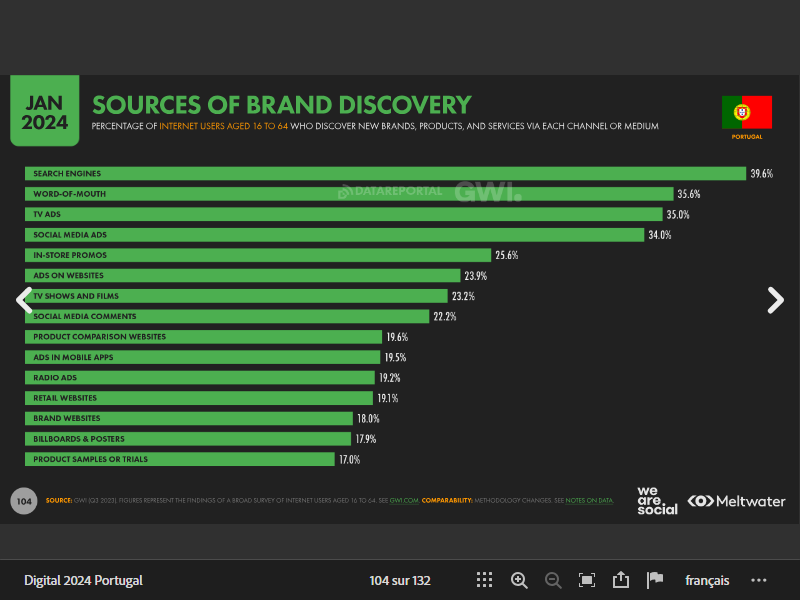 JAN
2024
SOURCES OF BRAND DISCOVERY
PERCENTAGE OF INTERNET USERS AGED 16 TO 64 WHO DISCOVER NEW BRANDS, PRODUCTS, AND SERVICES VIA EACH CHANNEL OR MEDIUM
PORTUGAL
SEARCH ENGINES 39.6%
WORD-OF-MOUTH 35.6%
DATAREPORTAL GWI.
TV ADS 35.0%
SOCIAL MEDIA ADS 34.0%
IN-STORE PROMOS 25.6%
ADS ON WEBSITES 23.9%
TV SHOWS AND FILMS 23.2%
SOCIAL MEDIA COMMENTS 22.2%
PRODUCT COMPARISON WEBSITES 19.6%
ADS IN MOBILE APPS 19.5%
RADIO ADS 19.2%
RETAIL WEBSITES 19.1%
BRAND WEBSITES 18.0%
BILLBOARDS & POSTERS 17.9%
PRODUCT SAMPLES OR TRIALS 17.0%
104
SOURCE: GWI (Q3 2023). FIGURES REPRESENT THE FINDINGS OF A BROAD SURVEY OF INTERNET USERS AGED 16 TO 64. SEE GWI.COM. COMPARABILITY: METHODOLOGY CHANGES. SEE NOTES ON DATA.
we
are.
social
Meltwater
Digital 2024 Portugal
104 sur 132
français